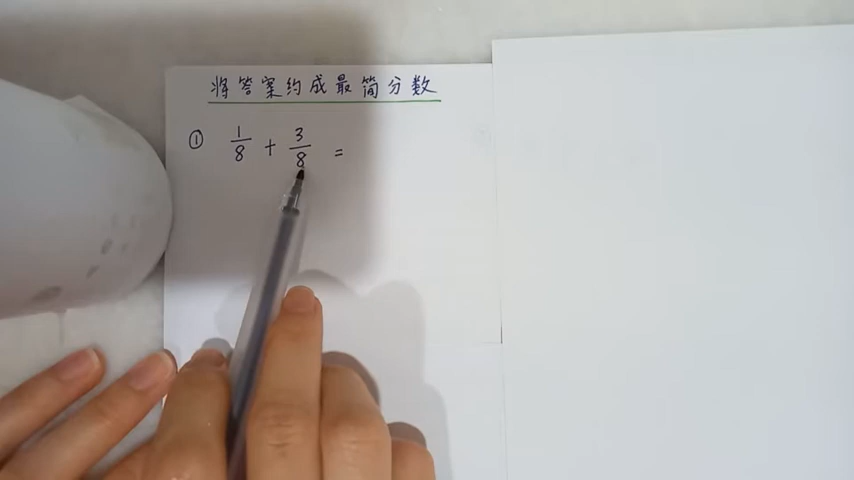 将答案约成最简分数
① 1/8 + 3/8 =